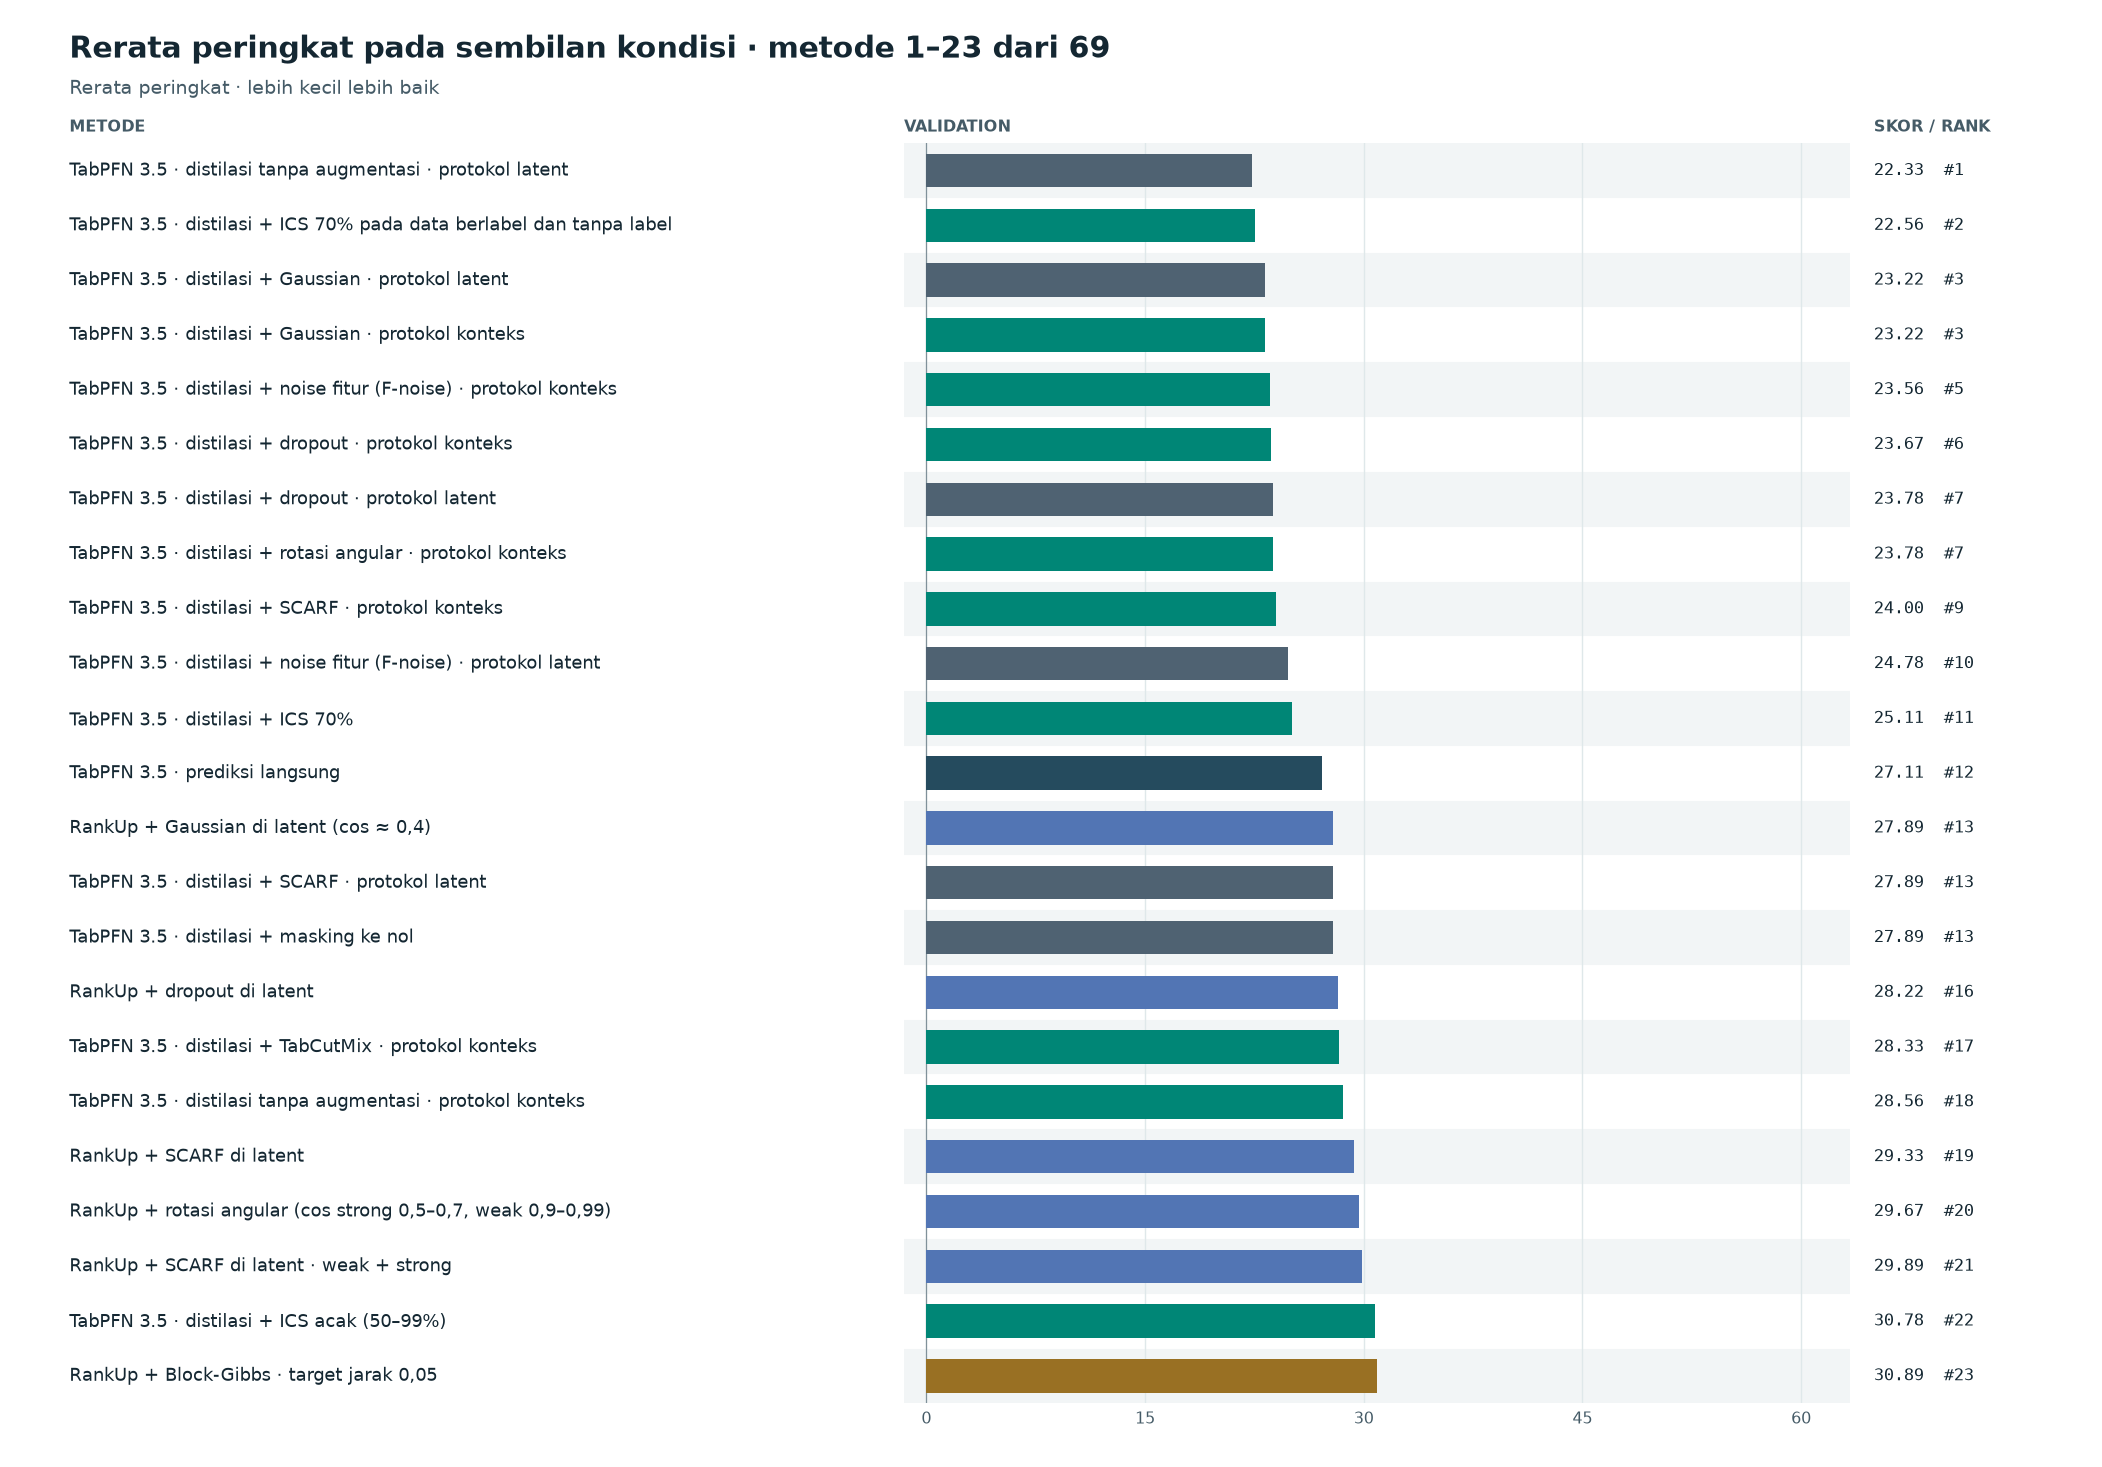 Rerata peringkat pada sembilan kondisi · metode 1–23 dari 69
Rerata peringkat · lebih kecil lebih baik
METODE VALIDATION SKOR / RANK
TabPFN 3.5 · distilasi tanpa augmentasi · protokol latent 22.33 #1
TabPFN 3.5 · distilasi + ICS 70% pada data berlabel dan tanpa label 22.56 #2
TabPFN 3.5 · distilasi + Gaussian · protokol latent 23.22 #3
TabPFN 3.5 · distilasi + Gaussian · protokol konteks 23.22 #3
TabPFN 3.5 · distilasi + noise fitur (F-noise) · protokol konteks 23.56 #5
TabPFN 3.5 · distilasi + dropout · protokol konteks 23.67 #6
TabPFN 3.5 · distilasi + dropout · protokol latent 23.78 #7
TabPFN 3.5 · distilasi + rotasi angular · protokol konteks 23.78 #7
TabPFN 3.5 · distilasi + SCARF · protokol konteks 24.00 #9
TabPFN 3.5 · distilasi + noise fitur (F-noise) · protokol latent 24.78 #10
TabPFN 3.5 · distilasi + ICS 70% 25.11 #11
TabPFN 3.5 · prediksi langsung 27.11 #12
RankUp + Gaussian di latent (cos ≈ 0,4) 27.89 #13
TabPFN 3.5 · distilasi + SCARF · protokol latent 27.89 #13
TabPFN 3.5 · distilasi + masking ke nol 27.89 #13
RankUp + dropout di latent 28.22 #16
TabPFN 3.5 · distilasi + TabCutMix · protokol konteks 28.33 #17
TabPFN 3.5 · distilasi tanpa augmentasi · protokol konteks 28.56 #18
RankUp + SCARF di latent 29.33 #19
RankUp + rotasi angular (cos strong 0,5–0,7, weak 0,9–0,99) 29.67 #20
RankUp + SCARF di latent · weak + strong 29.89 #21
TabPFN 3.5 · distilasi + ICS acak (50–99%) 30.78 #22
RankUp + Block-Gibbs · target jarak 0,05 30.89 #23
0 15 30 45 60